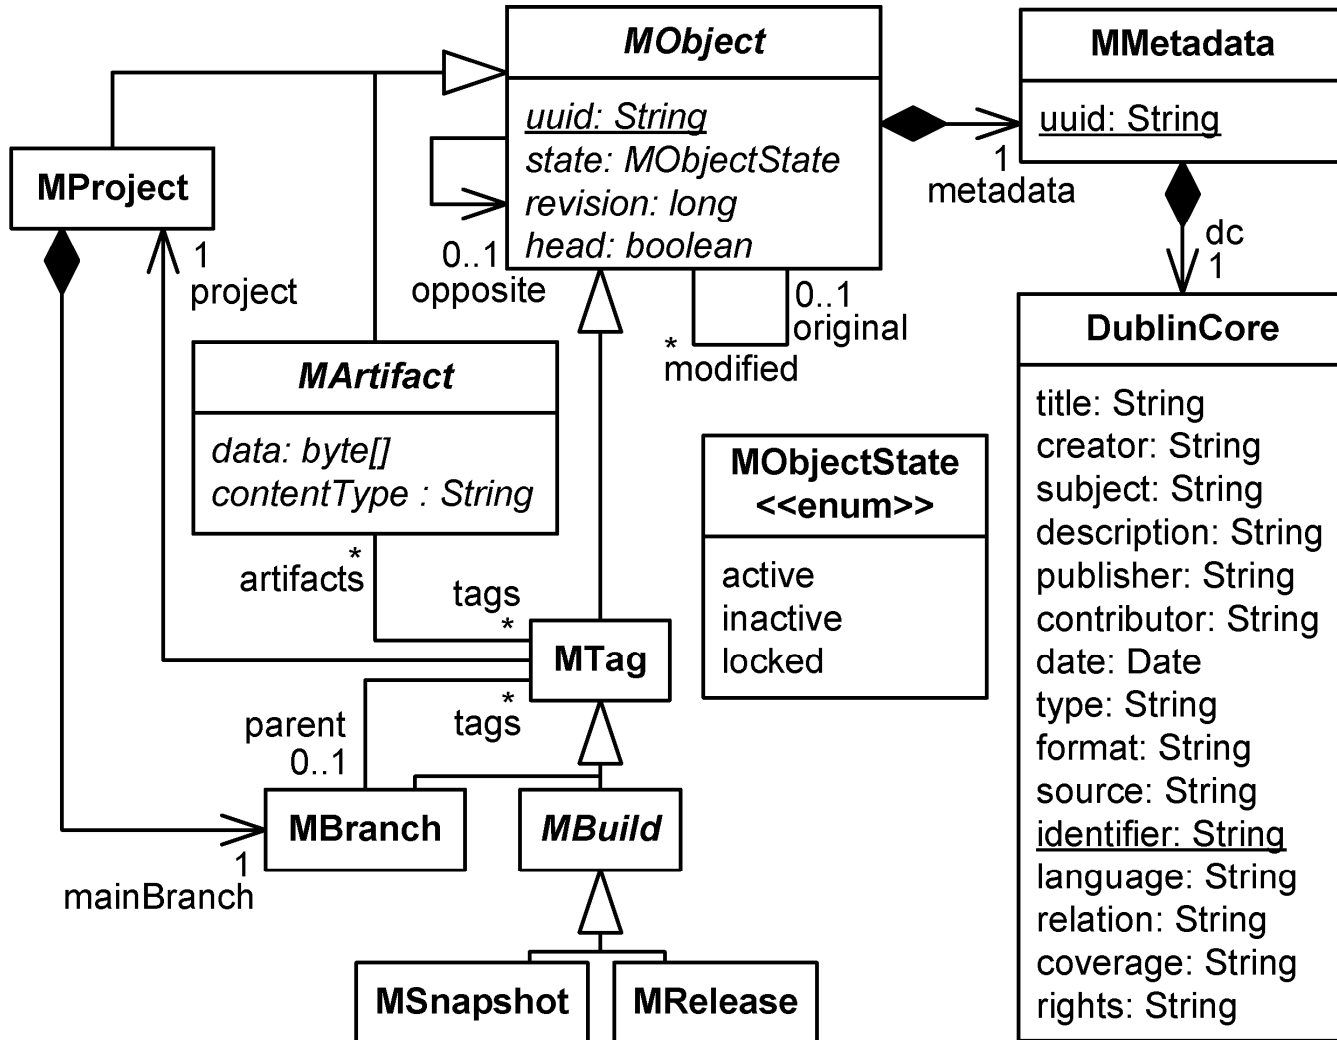 MObject
uuid: String
state: MObjectState
revision: long
head: boolean
MMetadata
uuid: String
1
metadata
MProject
1
project
0..1
opposite
0..1
original
*
modified
dc
1
DublinCore
title: String
creator: String
subject: String
description: String
publisher: String
contributor: String
date: Date
type: String
format: String
source: String
identifier: String
language: String
relation: String
coverage: String
rights: String
MArtifact
data: byte[]
contentType : String
*
artifacts
MObjectState
<<enum>>
active
inactive
locked
tags
*
MTag
*
tags
parent
0..1
MBranch
1
mainBranch
MBuild
MSnapshot
MRelease